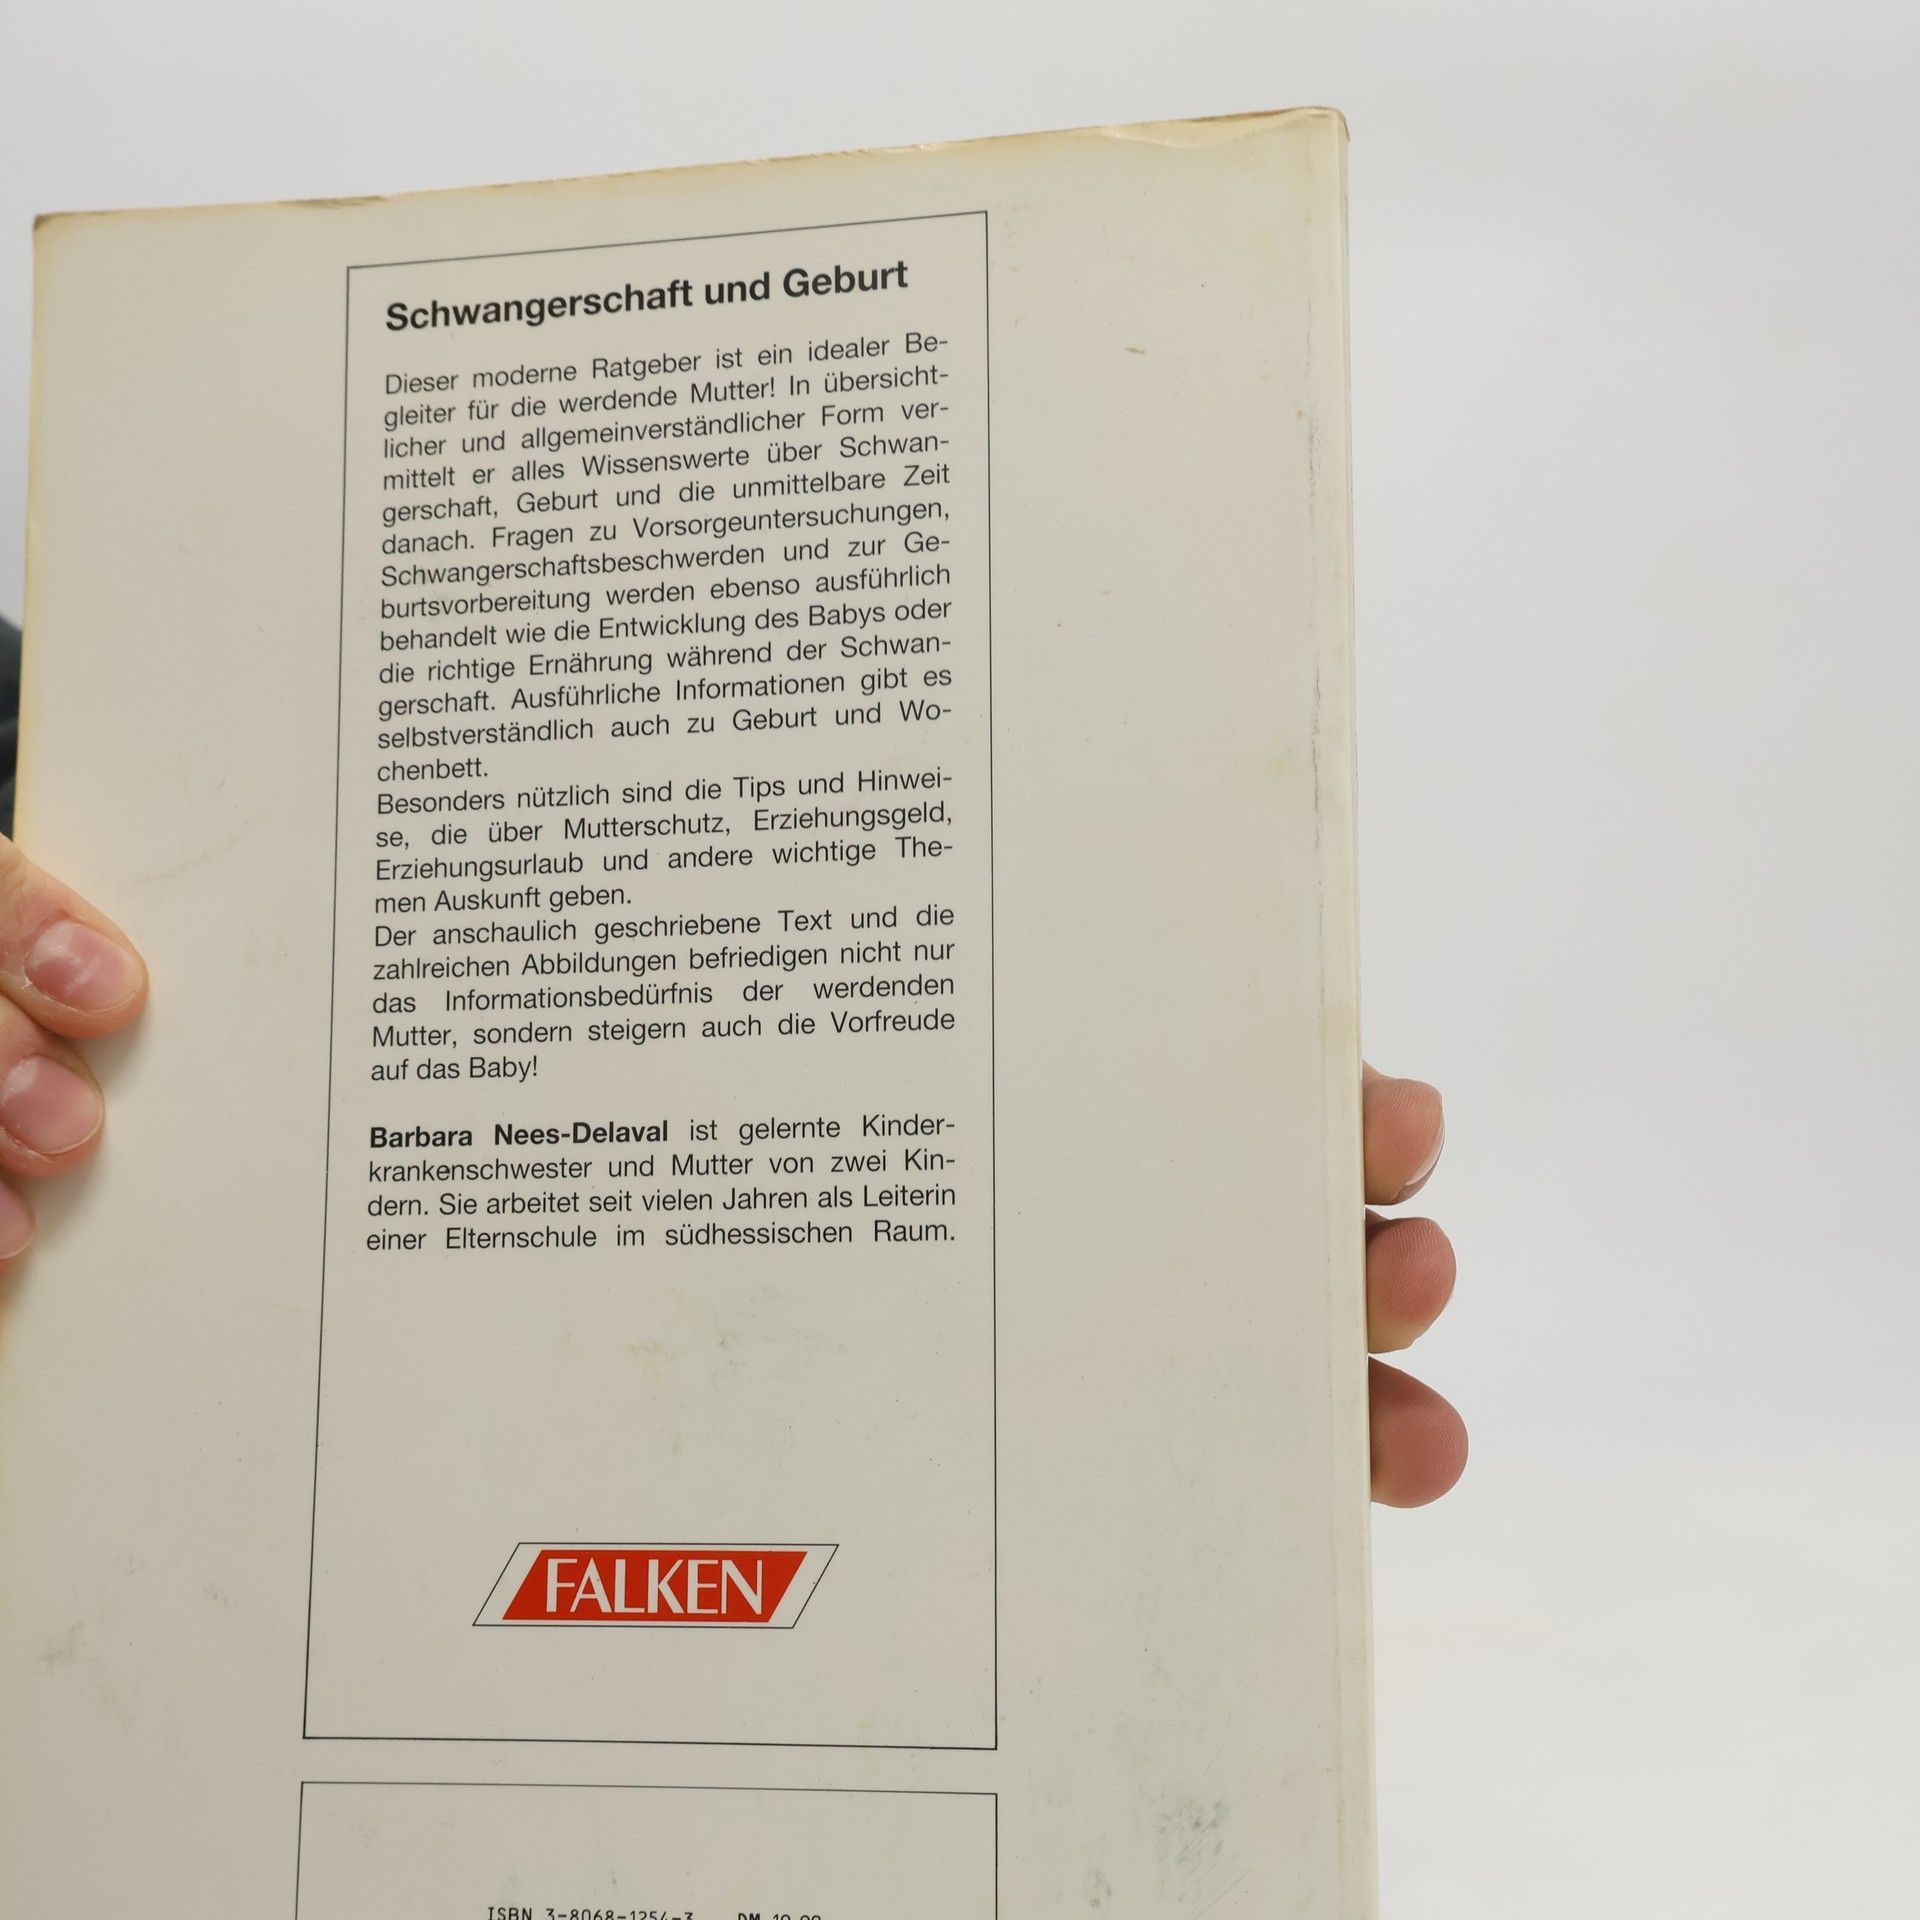 Schwangerschaft und Geburt
Dieser moderne Ratgeber ist ein idealer Be-
gleiter für die werdende Mutter! In übersicht-
licher und allgemeinverständlicher Form ver-
mittelt er alles Wissenswerte über Schwan-
gerschaft, Geburt und die unmittelbare Zeit
danach. Fragen zu Vorsorgeuntersuchungen,
Schwangerschaftsbeschwerden und zur Ge-
burtsvorbereitung werden ebenso ausführlich
behandelt wie die Entwicklung des Babys oder
die richtige Ernährung während der Schwan-
gerschaft. Ausführliche Informationen gibt es
selbstverständlich auch zu Geburt und Wo-
chenbett.
Besonders nützlich sind die Tips und Hinwei-
se, die über Mutterschutz, Erziehungsgeld,
Erziehungsurlaub und andere wichtige The-
men Auskunft geben.
Der anschaulich geschriebene Text und die
zahlreichen Abbildungen befriedigen nicht nur
das Informationsbedürfnis der werdenden
Mutter, sondern steigern auch die Vorfreude
auf das Baby!
Barbara Nees-Delaval ist gelernte Kinder-
krankenschwester und Mutter von zwei Kin-
dern. Sie arbeitet seit vielen Jahren als Leiterin
einer Elternschule im südhessischen Raum.
FALKEN
ISBN 3-8068-1254-3 DM